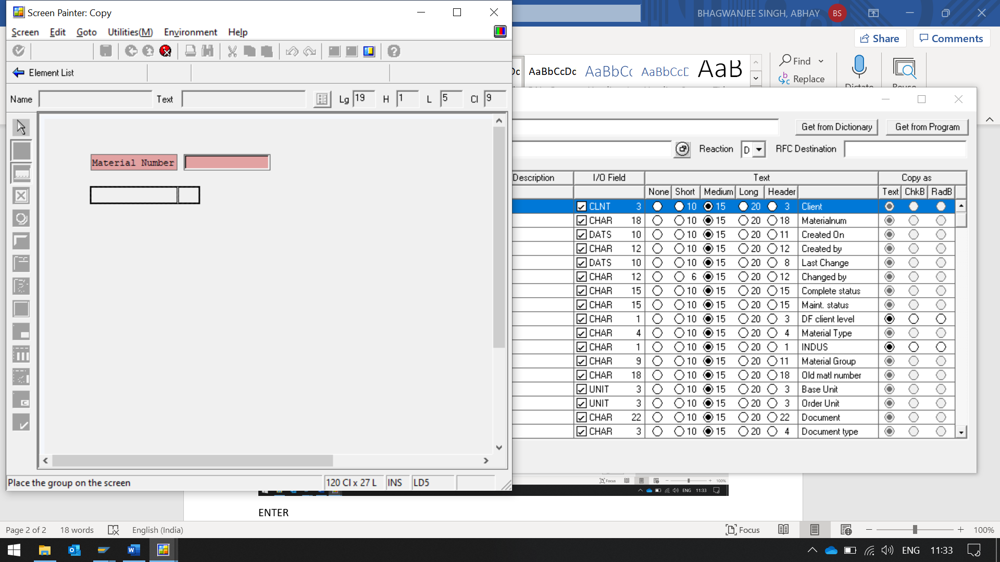 Screen Painter: Copy
BHAGWANJEE SINGH, ABHAY BS
Screen Edit Goto Utilities(M) Environment Help
Share Comments
Element List
AaBbCcDc AaBbCc AaBbCcD AaB
Find
Replace
Name Text Lg 19 H 1 L 5 Cl 9
Get from Dictionary Get from Program
Reaction D RFC Destination
Material Number
Description I/O Field Text Copy as
None Short Medium Long Header Text ChkB RadB
CLNT 3 10 15 20 3 Client
CHAR 18 10 15 20 18 Materialnum
DATS 10 10 15 20 11 Created On
CHAR 12 10 15 20 12 Created by
DATS 10 10 15 20 8 Last Change
CHAR 12 6 15 20 12 Changed by
CHAR 15 10 15 20 15 Complete status
CHAR 15 10 15 20 15 Maint. status
CHAR 1 10 15 20 3 DF client level
CHAR 4 10 15 20 4 Material Type
CHAR 1 10 15 20 1 INDUS
CHAR 9 10 15 20 11 Material Group
CHAR 18 10 15 20 18 Old matl number
UNIT 3 10 15 20 3 Base Unit
UNIT 3 10 15 20 3 Order Unit
CHAR 22 10 15 20 22 Document
CHAR 3 10 15 20 4 Document type
Place the group on the screen 120 Cl x 27 L INS LD5
Focus 100%
ENG 11:33
ENTER
Page 2 of 2 18 words English (India) Focus 100%
ENG 11:33